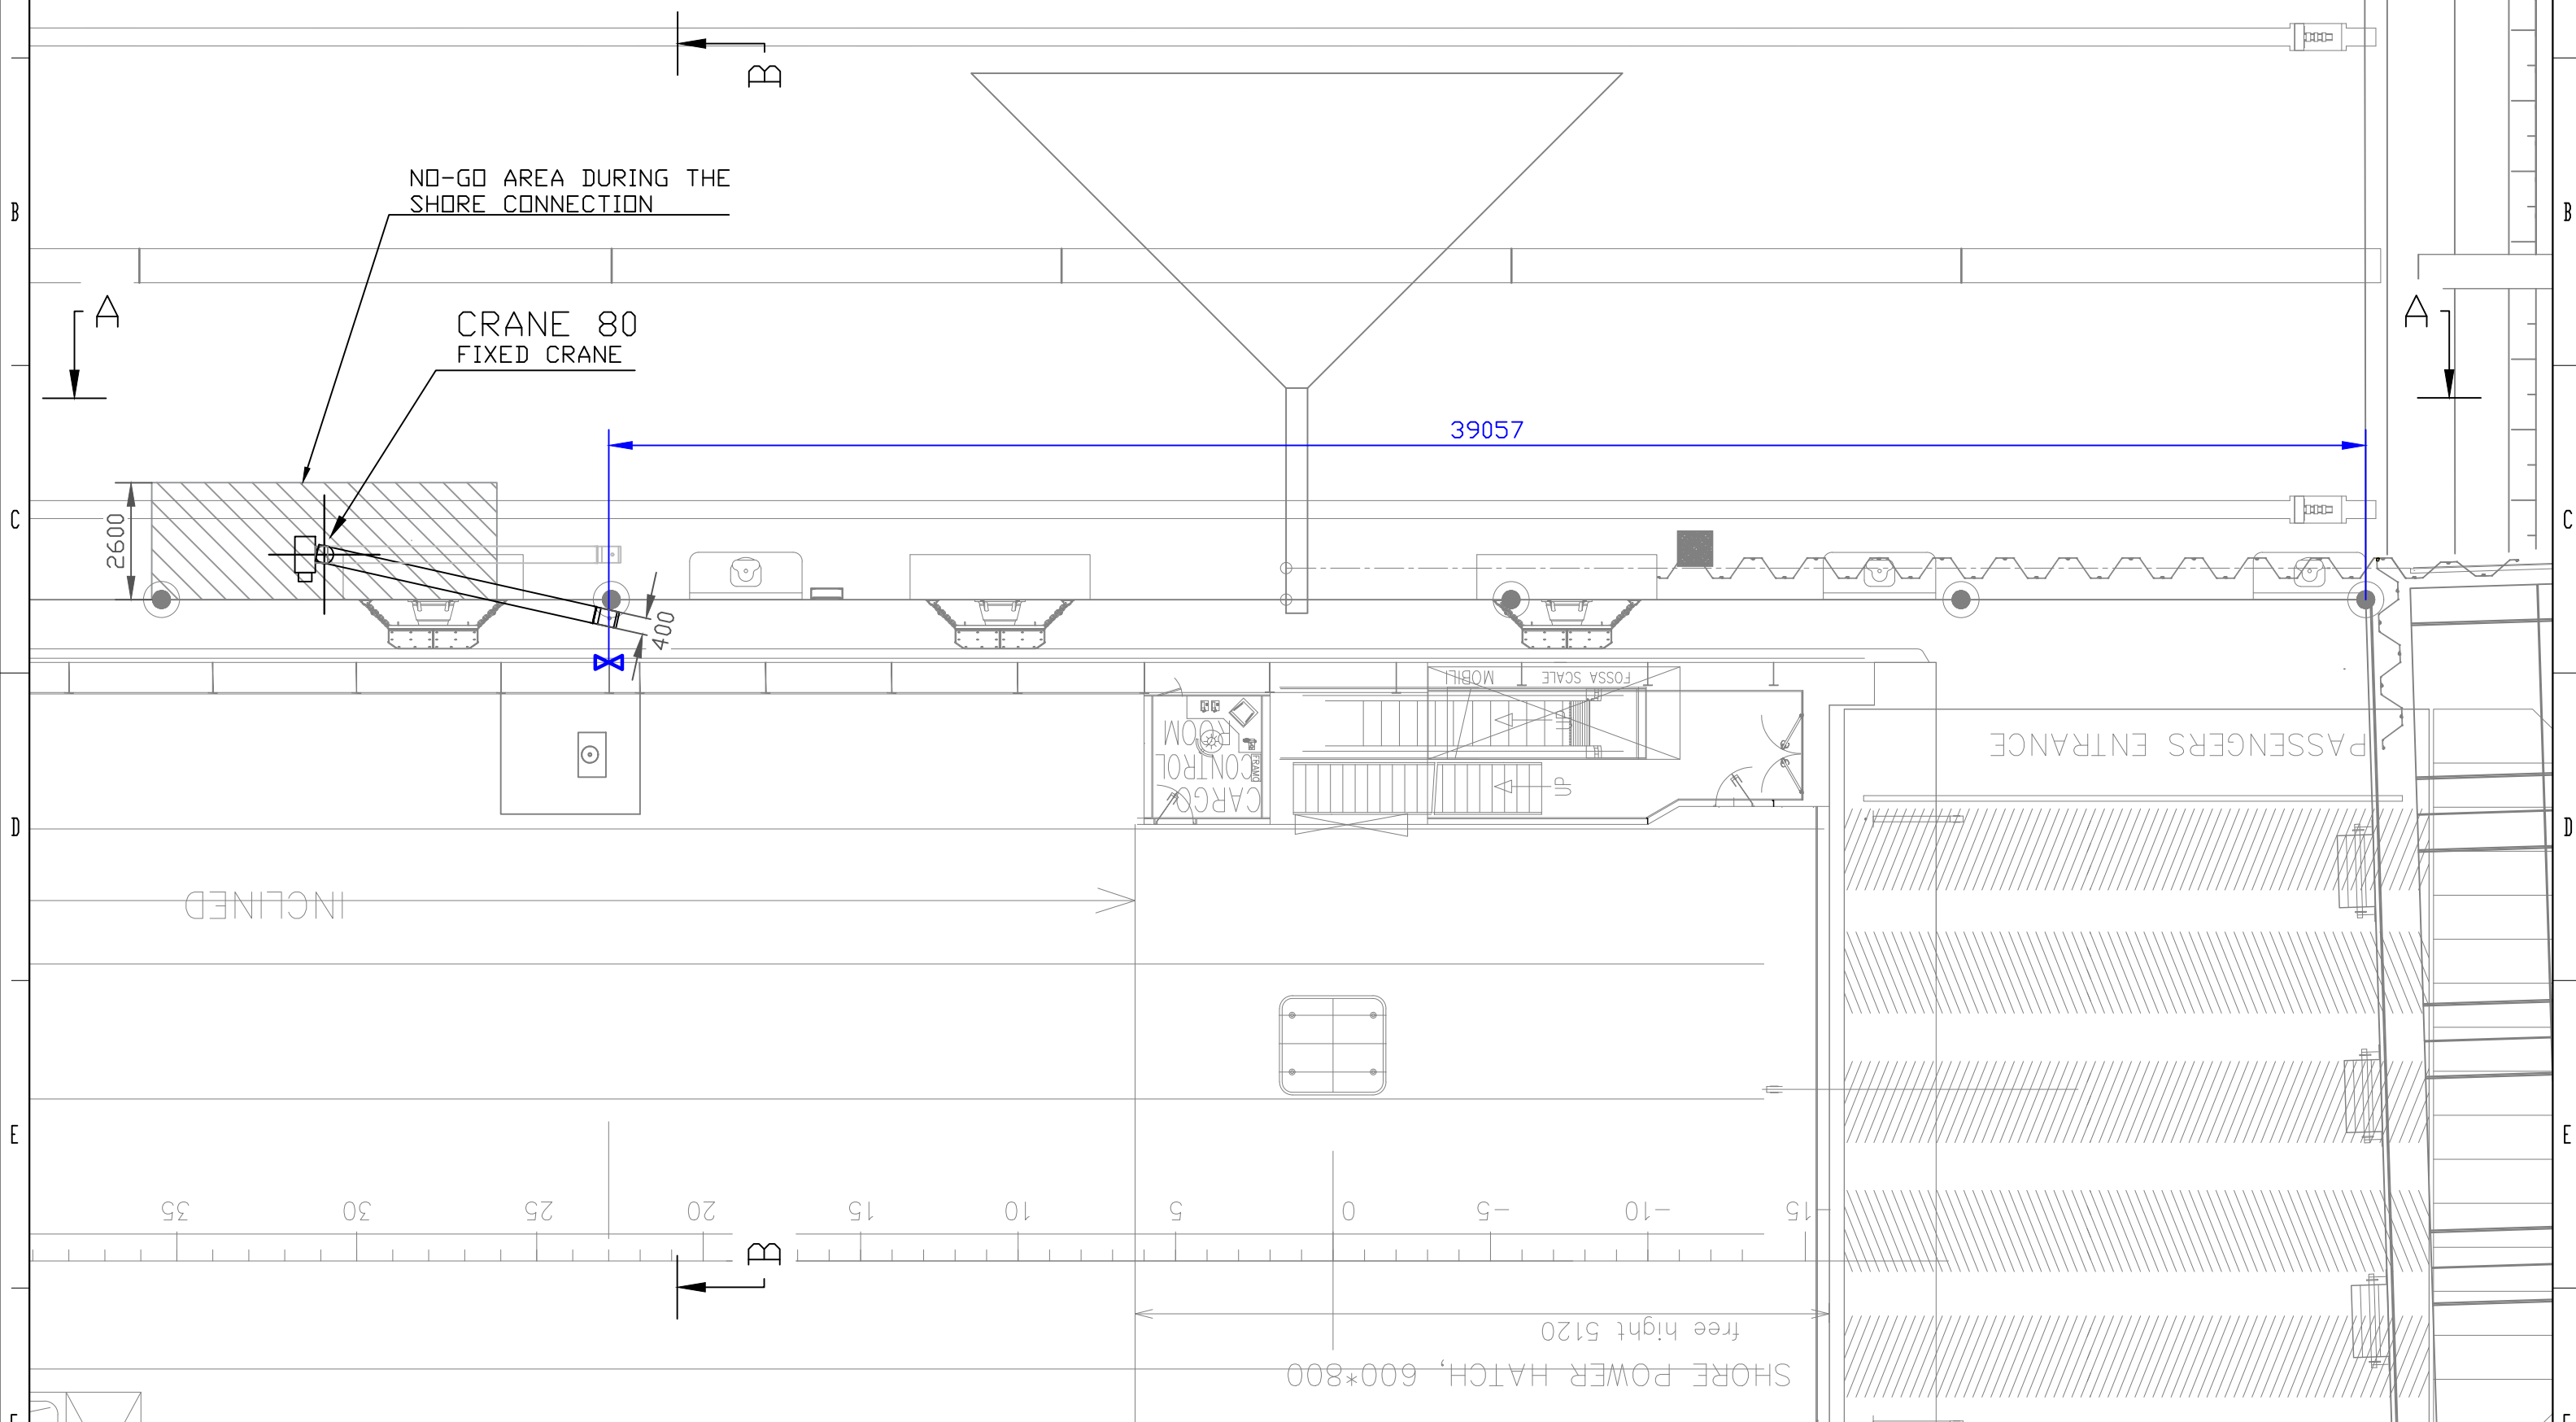 B
NO-GO AREA DURING THE
SHORE CONNECTION
B
B
A
A
CRANE 80
FIXED CRANE
39057
C
C
2600
400
MOBILI
FOSSA SCALE
UP
CARGO
CONTROL
ROOM
FRAMO
UP
PASSENGERS ENTRANCE
D
D
INCLINED
E
E
35
30
25
20
15
10
5
0
-5
-10
-15
B
free hight 5120
SHORE POWER HATCH, 600*800